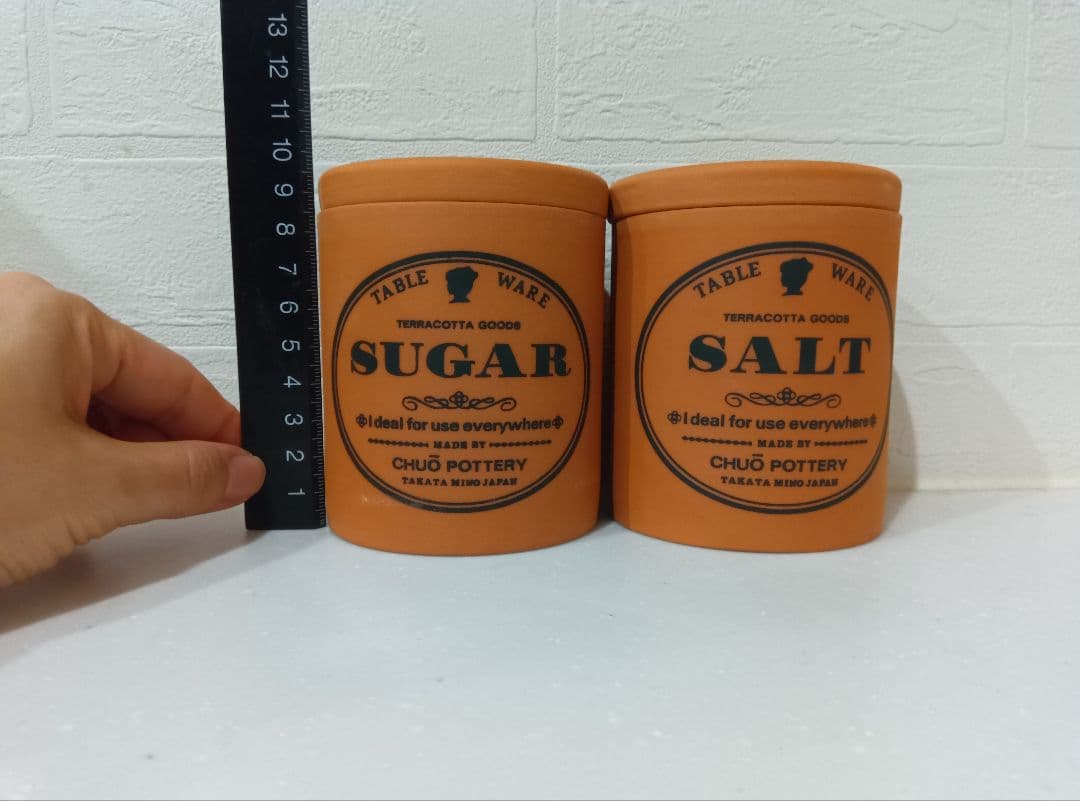 13
12
11
10
9
8
7
6
5
4
3
2
1
TABLE WARE
TERRACOTTA GOODS
SUGAR
Ideal for use everywhere
MADE BY
CHUŌ POTTERY
TAKATA MINO JAPAN
TABLE WARE
TERRACOTTA GOODS
SALT
Ideal for use everywhere
MADE BY
CHUŌ POTTERY
TAKATA MINO JAPAN